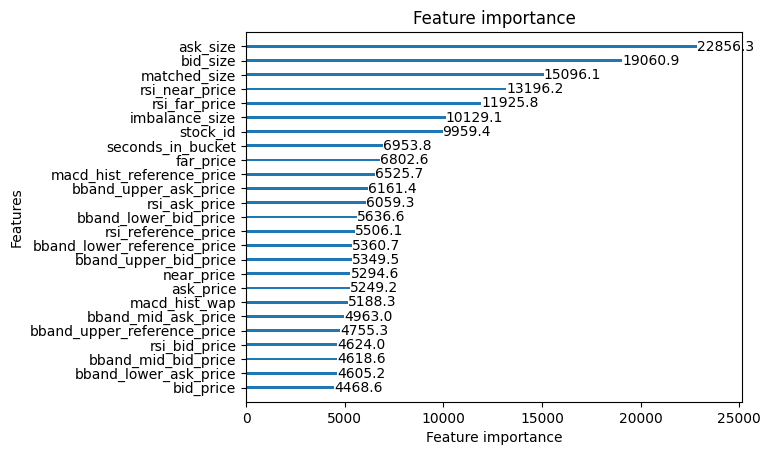 Feature importance
ask_size 22856.3
bid_size 19060.9
matched_size 15096.1
rsi_near_price 13196.2
rsi_far_price 11925.8
imbalance_size 10129.1
stock_id 9959.4
seconds_in_bucket 6953.8
far_price 6802.6
macd_hist_reference_price 6525.7
bband_upper_ask_price 6161.4
rsi_ask_price 6059.3
bband_lower_bid_price 5636.6
rsi_reference_price 5506.1
bband_lower_reference_price 5360.7
bband_upper_bid_price 5349.5
near_price 5294.6
ask_price 5249.2
macd_hist_wap 5188.3
bband_mid_ask_price 4963.0
bband_upper_reference_price 4755.3
rsi_bid_price 4624.0
bband_mid_bid_price 4618.6
bband_lower_ask_price 4605.2
bid_price 4468.6
Features
0 5000 10000 15000 20000 25000
Feature importance